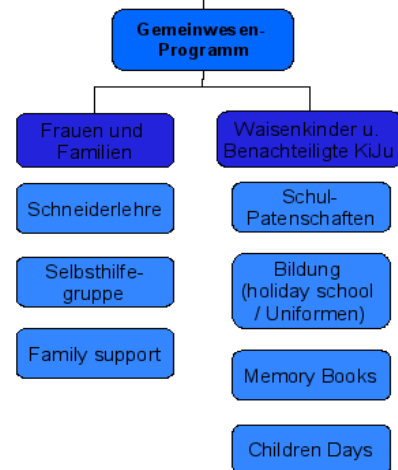 Gemeinwesen-
Programm
Frauen und
Familien
Schneiderlehre
Selbsthilfe-
gruppe
Family support
Waisenkinder u.
Benachteiligte KiJu
Schul-
Patenschaften
Bildung
(holiday school
/ Uniformen)
Memory Books
Children Days